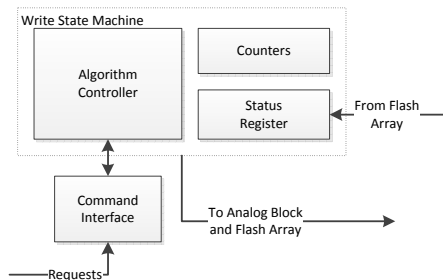 Write State Machine
Algorithm
Controller
Counters
Status
Register
From Flash
Array
Command
Interface
To Analog Block
and Flash Array
Requests